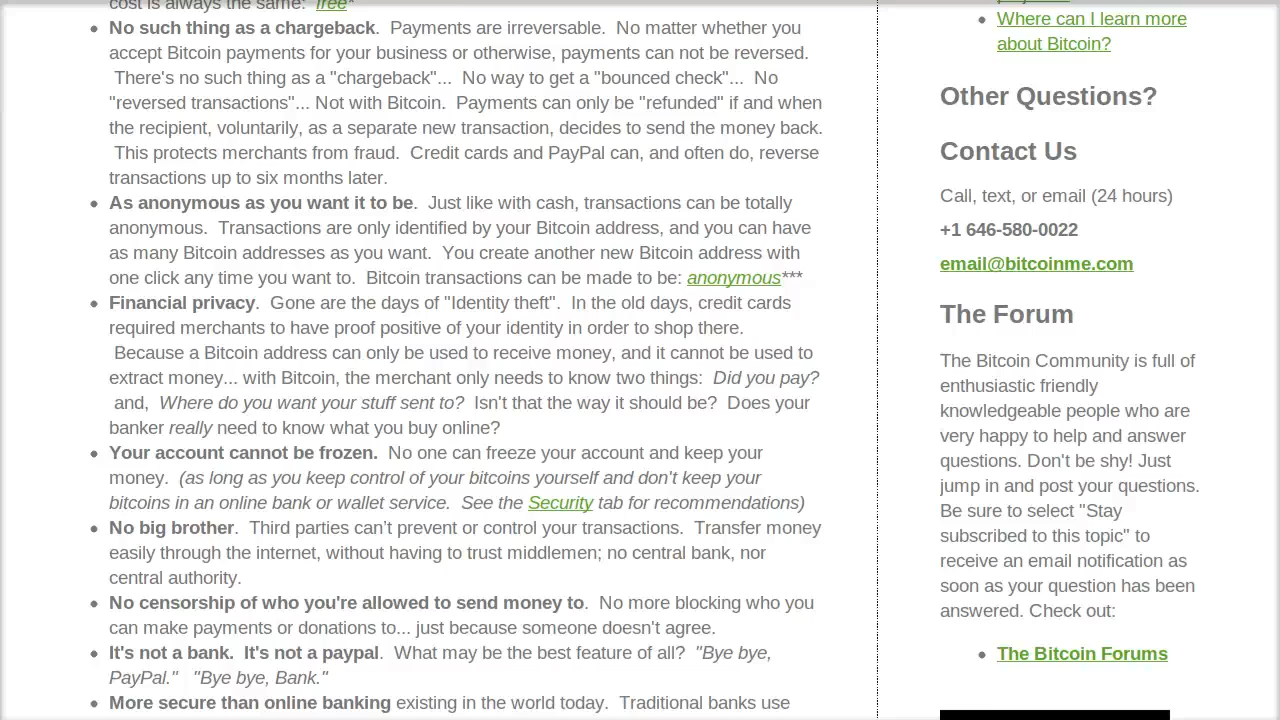 cost is always the same:  free*
No such thing as a chargeback.  Payments are irreversable.  No matter whether you
accept Bitcoin payments for your business or otherwise, payments can not be reversed.
There's no such thing as a "chargeback"...  No way to get a "bounced check"...  No
"reversed transactions"... Not with Bitcoin.  Payments can only be "refunded" if and when
the recipient, voluntarily, as a separate new transaction, decides to send the money back.
This protects merchants from fraud.  Credit cards and PayPal can, and often do, reverse
transactions up to six months later.
As anonymous as you want it to be.  Just like with cash, transactions can be totally
anonymous.  Transactions are only identified by your Bitcoin address, and you can have
as many Bitcoin addresses as you want.  You create another new Bitcoin address with
one click any time you want to.  Bitcoin transactions can be made to be: anonymous***
Financial privacy.  Gone are the days of "Identity theft".  In the old days, credit cards
required merchants to have proof positive of your identity in order to shop there.
Because a Bitcoin address can only be used to receive money, and it cannot be used to
extract money... with Bitcoin, the merchant only needs to know two things:  Did you pay?
and,  Where do you want your stuff sent to?  Isn't that the way it should be?  Does your
banker really need to know what you buy online?
Your account cannot be frozen.  No one can freeze your account and keep your
money.  (as long as you keep control of your bitcoins yourself and don't keep your
bitcoins in an online bank or wallet service.  See the Security tab for recommendations)
No big brother.  Third parties can’t prevent or control your transactions.  Transfer money
easily through the internet, without having to trust middlemen; no central bank, nor
central authority.
No censorship of who you're allowed to send money to.  No more blocking who you
can make payments or donations to... just because someone doesn't agree.
It's not a bank.  It's not a paypal.  What may be the best feature of all?  "Bye bye,
PayPal."   "Bye bye, Bank."
More secure than online banking existing in the world today.  Traditional banks use
Where can I learn more
about Bitcoin?
Other Questions?
Contact Us
Call, text, or email (24 hours)
+1 646-580-0022
email@bitcoinme.com
The Forum
The Bitcoin Community is full of
enthusiastic friendly
knowledgeable people who are
very happy to help and answer
questions. Don't be shy! Just
jump in and post your questions.
Be sure to select "Stay
subscribed to this topic" to
receive an email notification as
soon as your question has been
answered. Check out:
The Bitcoin Forums